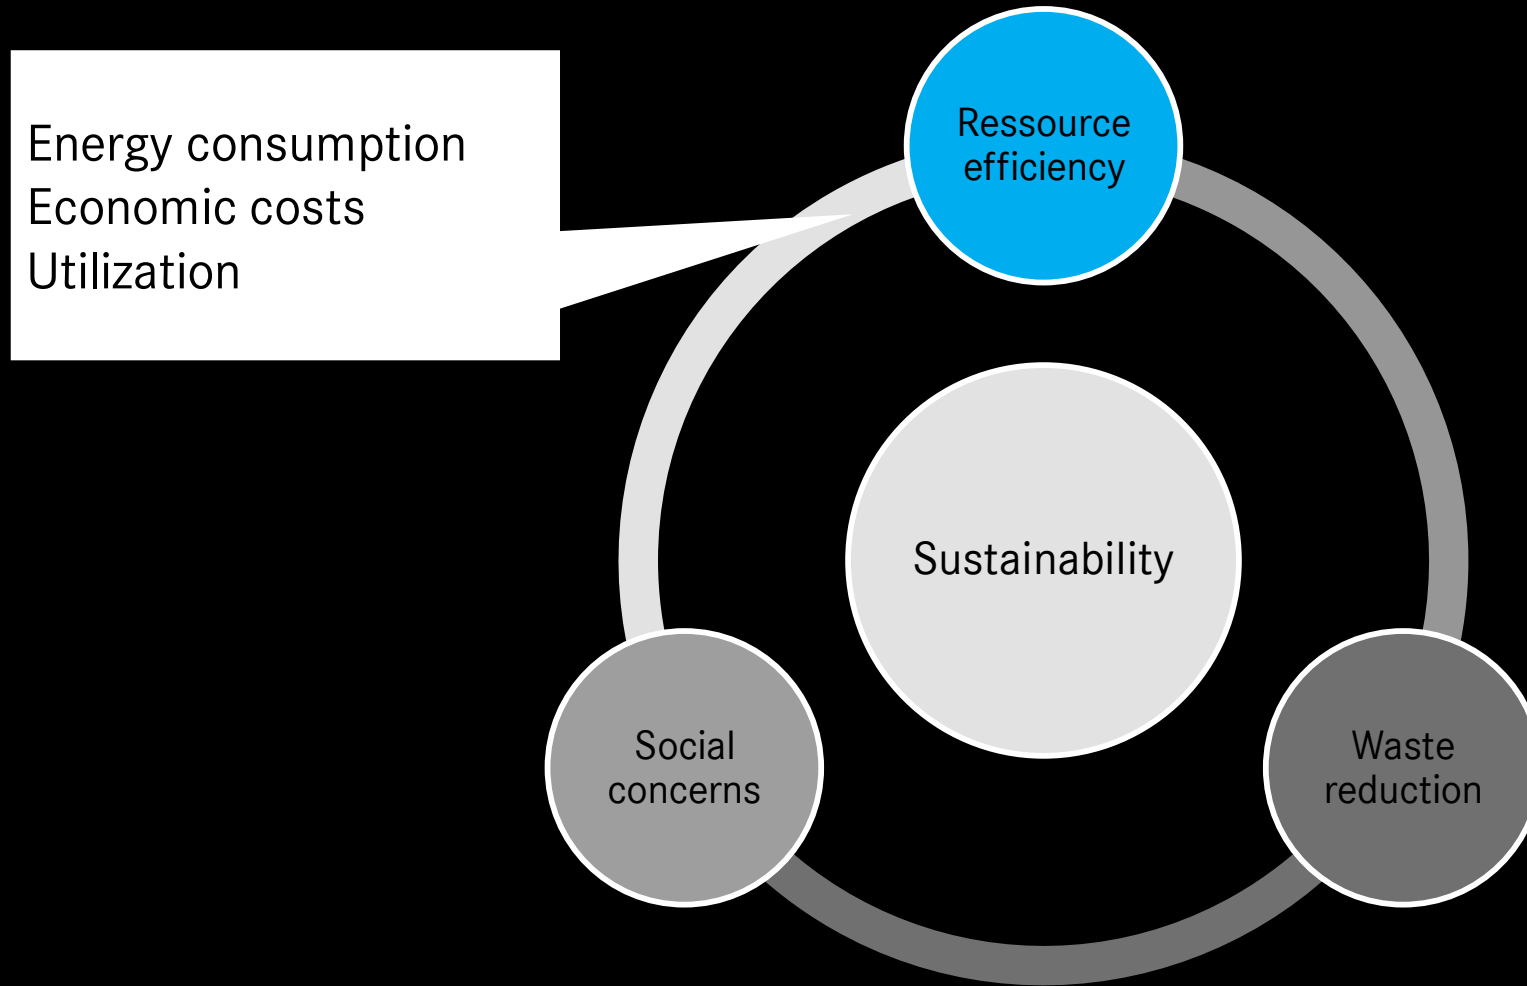 Energy consumption
Economic costs
Utilization
Ressource
efficiency
Sustainability
Social
concerns
Waste
reduction